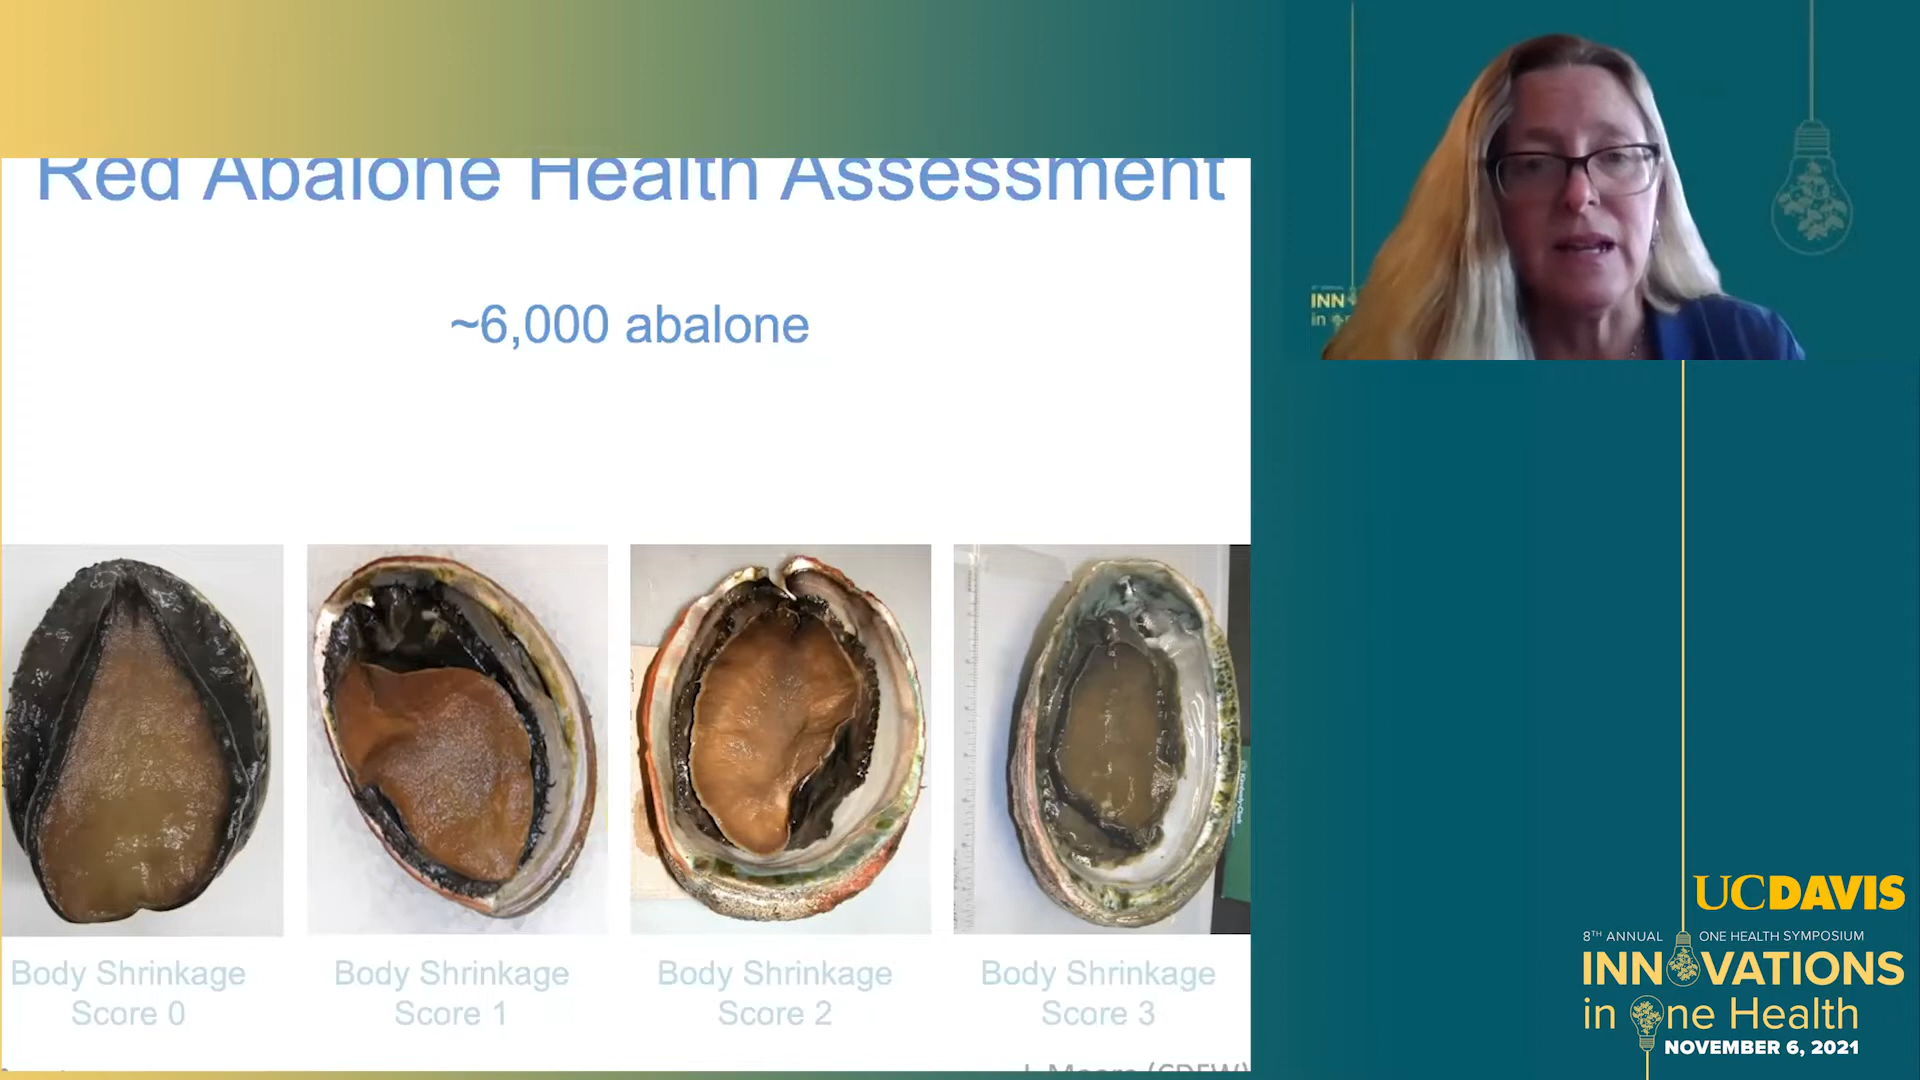 Red Abalone Health Assessment
~6,000 abalone
Body Shrinkage
Score 0
Body Shrinkage
Score 1
Body Shrinkage
Score 2
Body Shrinkage
Score 3
J. Moore (CDFW)
INN
in
UCDAVIS
8TH ANNUAL ONE HEALTH SYMPOSIUM
INNOVATIONS
in One Health
NOVEMBER 6, 2021